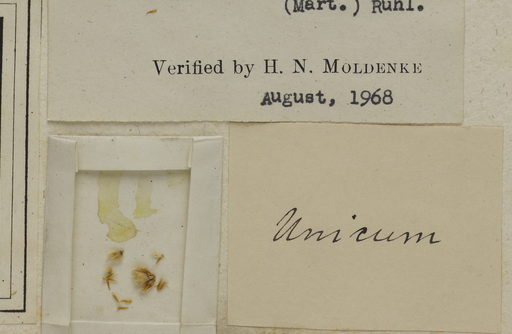 (Mart.) Ruhl.
Verified by H. N. MOLDENKE
August, 1968
Unicum